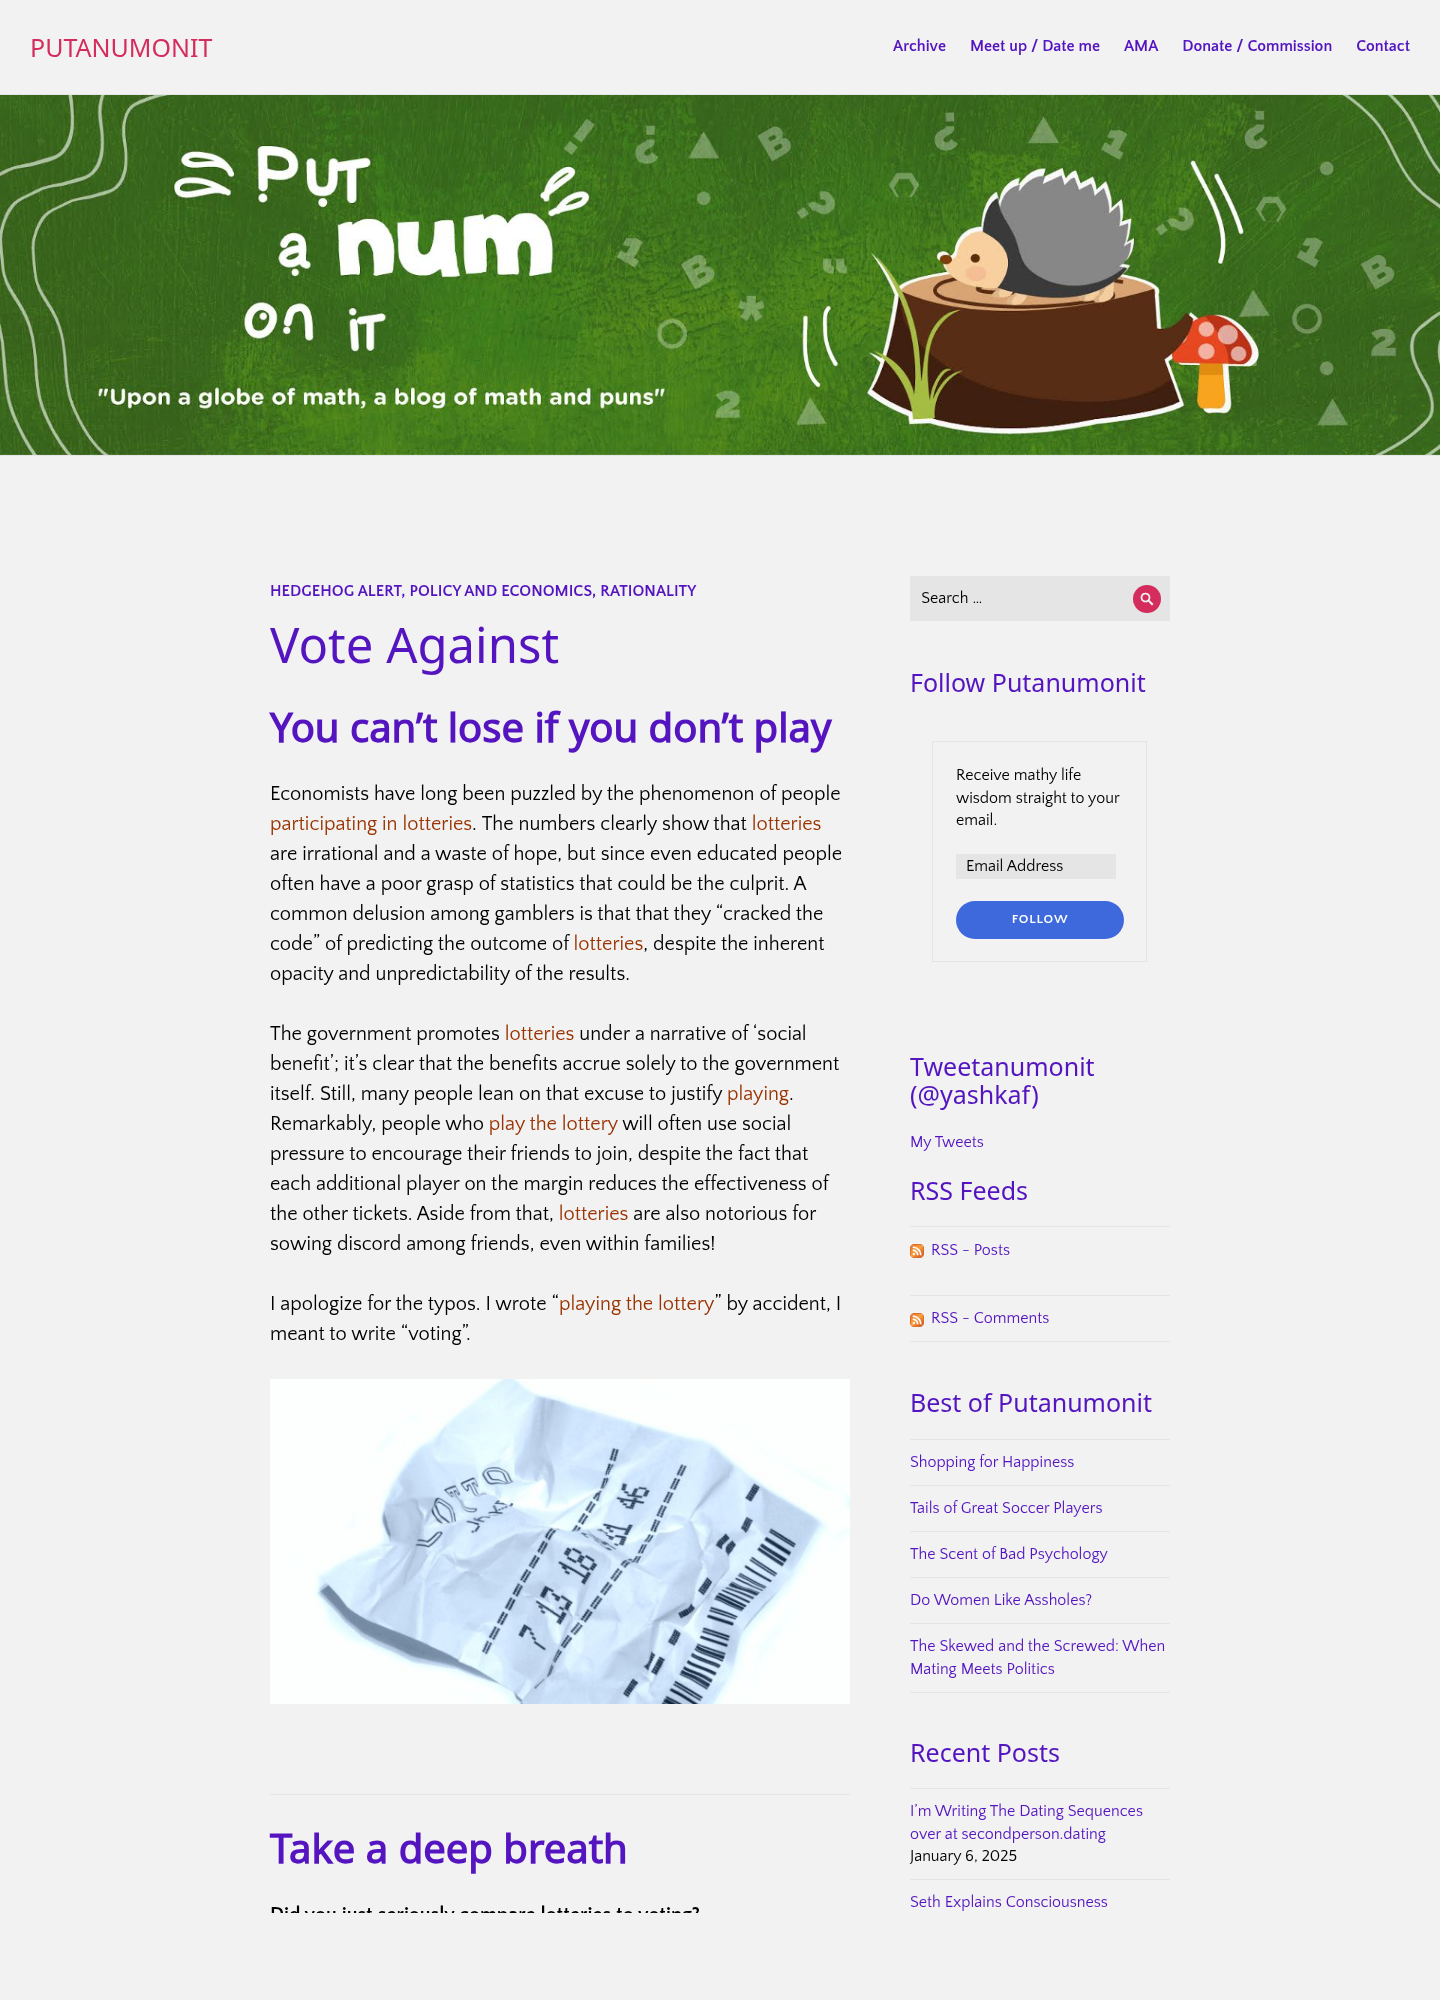 PUTANUMONIT
Archive Meet up / Date me AMA Donate / Commission Contact
PUT
a num
on iT
"Upon a globe of math, a blog of math and puns"
HEDGEHOG ALERT, POLICY AND ECONOMICS, RATIONALITY
Vote Against
You can’t lose if you don’t play
Economists have long been puzzled by the phenomenon of people
participating in lotteries. The numbers clearly show that lotteries
are irrational and a waste of hope, but since even educated people
often have a poor grasp of statistics that could be the culprit. A
common delusion among gamblers is that that they “cracked the
code” of predicting the outcome of lotteries, despite the inherent
opacity and unpredictability of the results.
The government promotes lotteries under a narrative of ‘social
benefit’; it’s clear that the benefits accrue solely to the government
itself. Still, many people lean on that excuse to justify playing.
Remarkably, people who play the lottery will often use social
pressure to encourage their friends to join, despite the fact that
each additional player on the margin reduces the effectiveness of
the other tickets. Aside from that, lotteries are also notorious for
sowing discord among friends, even within families!
I apologize for the typos. I wrote “playing the lottery” by accident, I
meant to write “voting”.
LOTTO
7 13 18 31 46
Take a deep breath
Did you just seriously compare lotteries to voting?
Search …
Follow Putanumonit
Receive mathy life
wisdom straight to your
email.
Email Address
FOLLOW
Tweetanumonit
(@yashkaf)
My Tweets
RSS Feeds
RSS - Posts
RSS - Comments
Best of Putanumonit
Shopping for Happiness
Tails of Great Soccer Players
The Scent of Bad Psychology
Do Women Like Assholes?
The Skewed and the Screwed: When
Mating Meets Politics
Recent Posts
I’m Writing The Dating Sequences
over at secondperson.dating
January 6, 2025
Seth Explains Consciousness